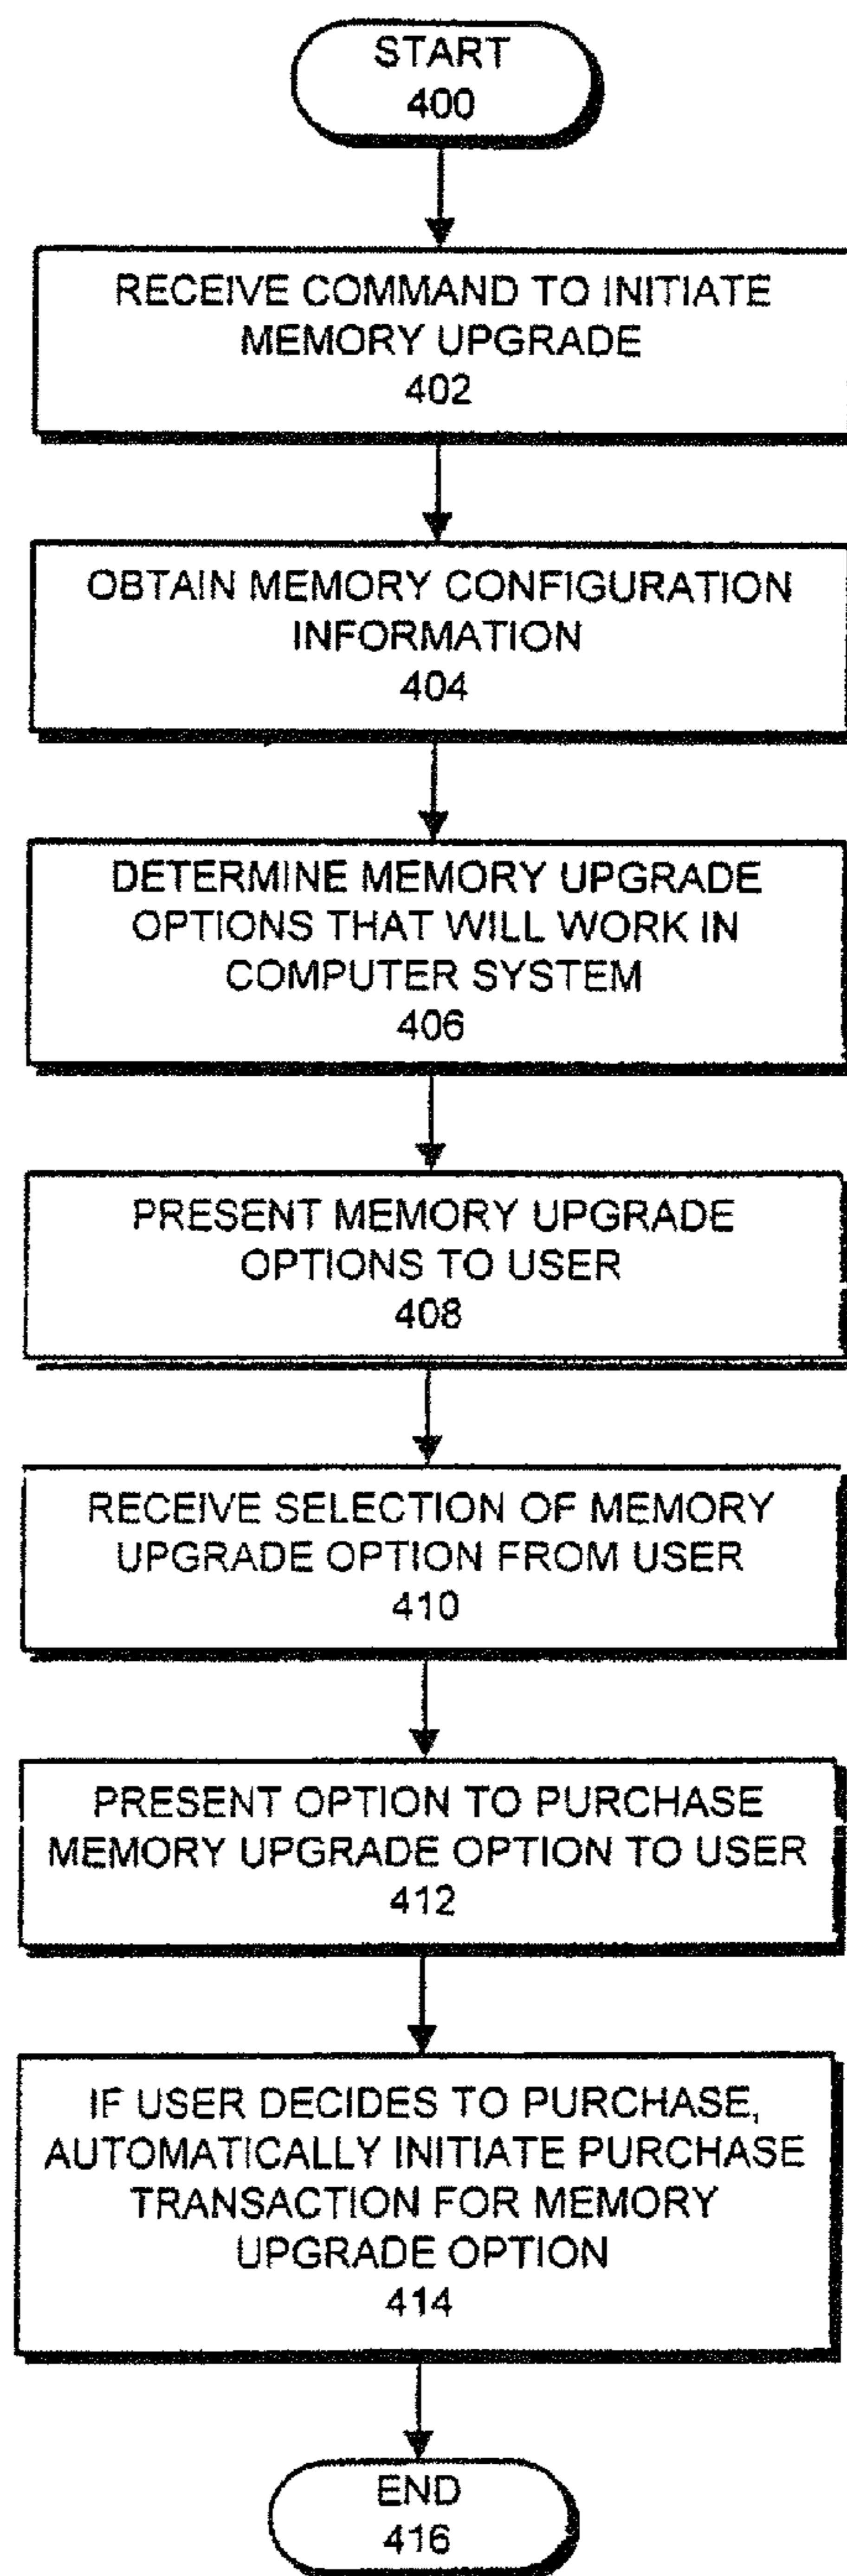 START
400
RECEIVE COMMAND TO INITIATE
MEMORY UPGRADE
402
OBTAIN MEMORY CONFIGURATION
INFORMATION
404
DETERMINE MEMORY UPGRADE
OPTIONS THAT WILL WORK IN
COMPUTER SYSTEM
406
PRESENT MEMORY UPGRADE
OPTIONS TO USER
408
RECEIVE SELECTION OF MEMORY
UPGRADE OPTION FROM USER
410
PRESENT OPTION TO PURCHASE
MEMORY UPGRADE OPTION TO USER
412
IF USER DECIDES TO PURCHASE,
AUTOMATICALLY INITIATE PURCHASE
TRANSACTION FOR MEMORY
UPGRADE OPTION
414
END
416